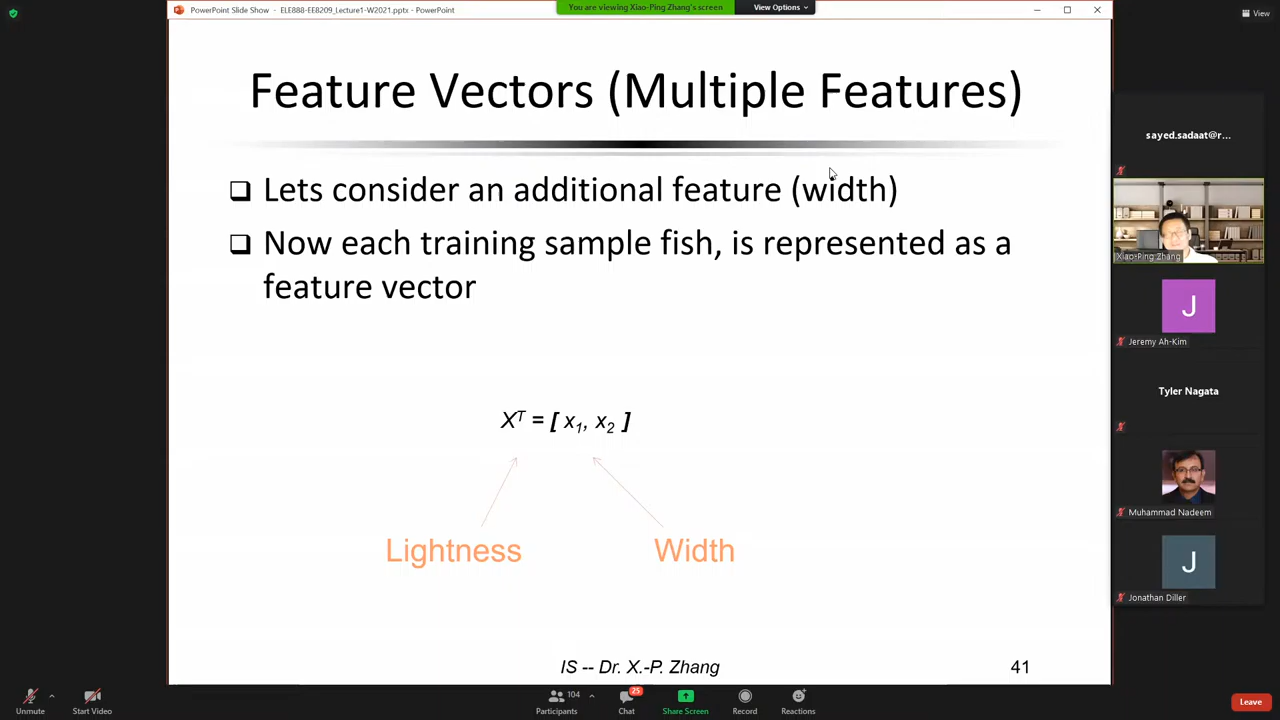 PowerPoint Slide Show - ELE888-EE8209_Lecture1-W2021.pptx - PowerPoint
You are viewing Xiao-Ping Zhang's screen
View Options
View
Feature Vectors (Multiple Features)
Lets consider an additional feature (width)
Now each training sample fish, is represented as a
feature vector
X^T = [ x_1, x_2 ]
Lightness
Width
IS -- Dr. X.-P. Zhang
41
sayed.sadaat@r...
Xiao-Ping Zhang
J
Jeremy Ah-Kim
Tyler Nagata
Muhammad Nadeem
J
Jonathan Diller
Unmute
Start Video
104
Participants
25
Chat
Share Screen
Record
Reactions
Leave